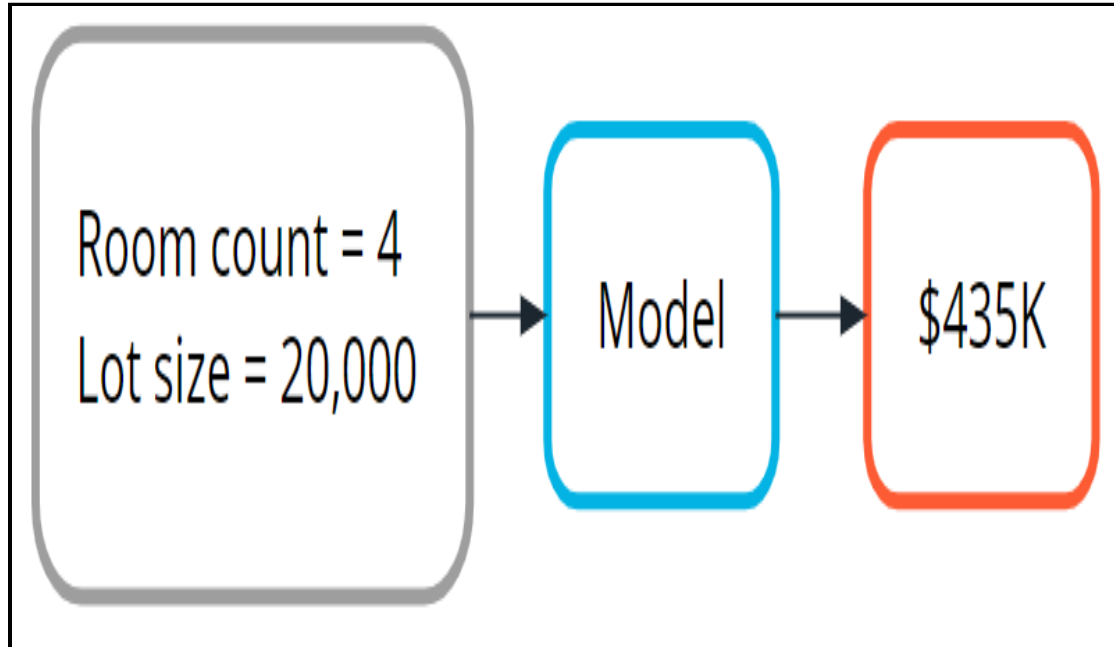 Room count = 4
Lot size = 20,000
Model
$435K